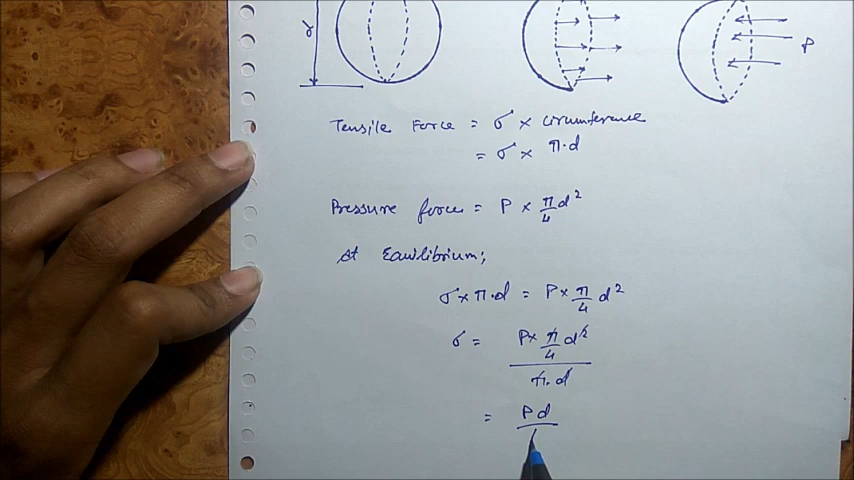 d
P
Tensile Force = σ × circumference
= σ × π·d
Pressure force = P × π/4 d²
At Equilibrium;
σ × π·d = P × π/4 d²
σ = P × π/4 d² / π·d
= Pd /